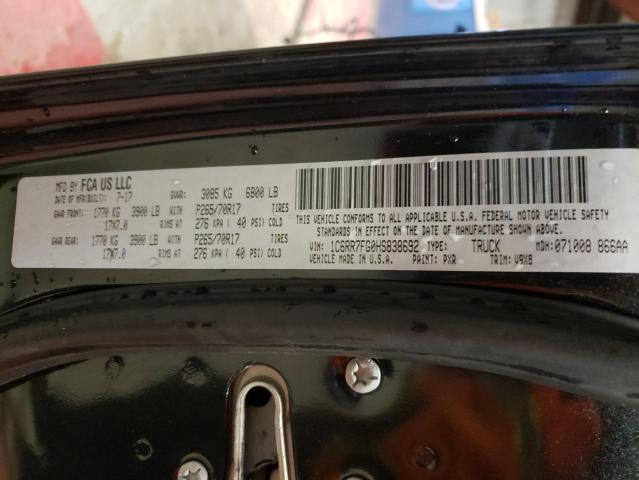 MFD BY FCA US LLC
DATE OF MFR(BUILT): 7-17 GVWR: 3085 KG 6800 LB
GAWR FRONT: 1770 KG 3900 LB WITH P265/70R17 TIRES
17X7.0 RIMS AT 276 KPA ( 40 PSI) COLD
GAWR REAR: 1770 KG 3900 LB WITH P265/70R17 TIRES
17X7.0 RIMS AT 276 KPA ( 40 PSI) COLD
THIS VEHICLE CONFORMS TO ALL APPLICABLE U.S.A. FEDERAL MOTOR VEHICLE SAFETY
STANDARDS IN EFFECT ON THE DATE OF MANUFACTURE SHOWN ABOVE.
VIN: 1C6RR7FG0HS838692 TYPE: TRUCK MDH: 071008 866AA
VEHICLE MADE IN U.S.A. PAINT: PXR TRIM: V9X8